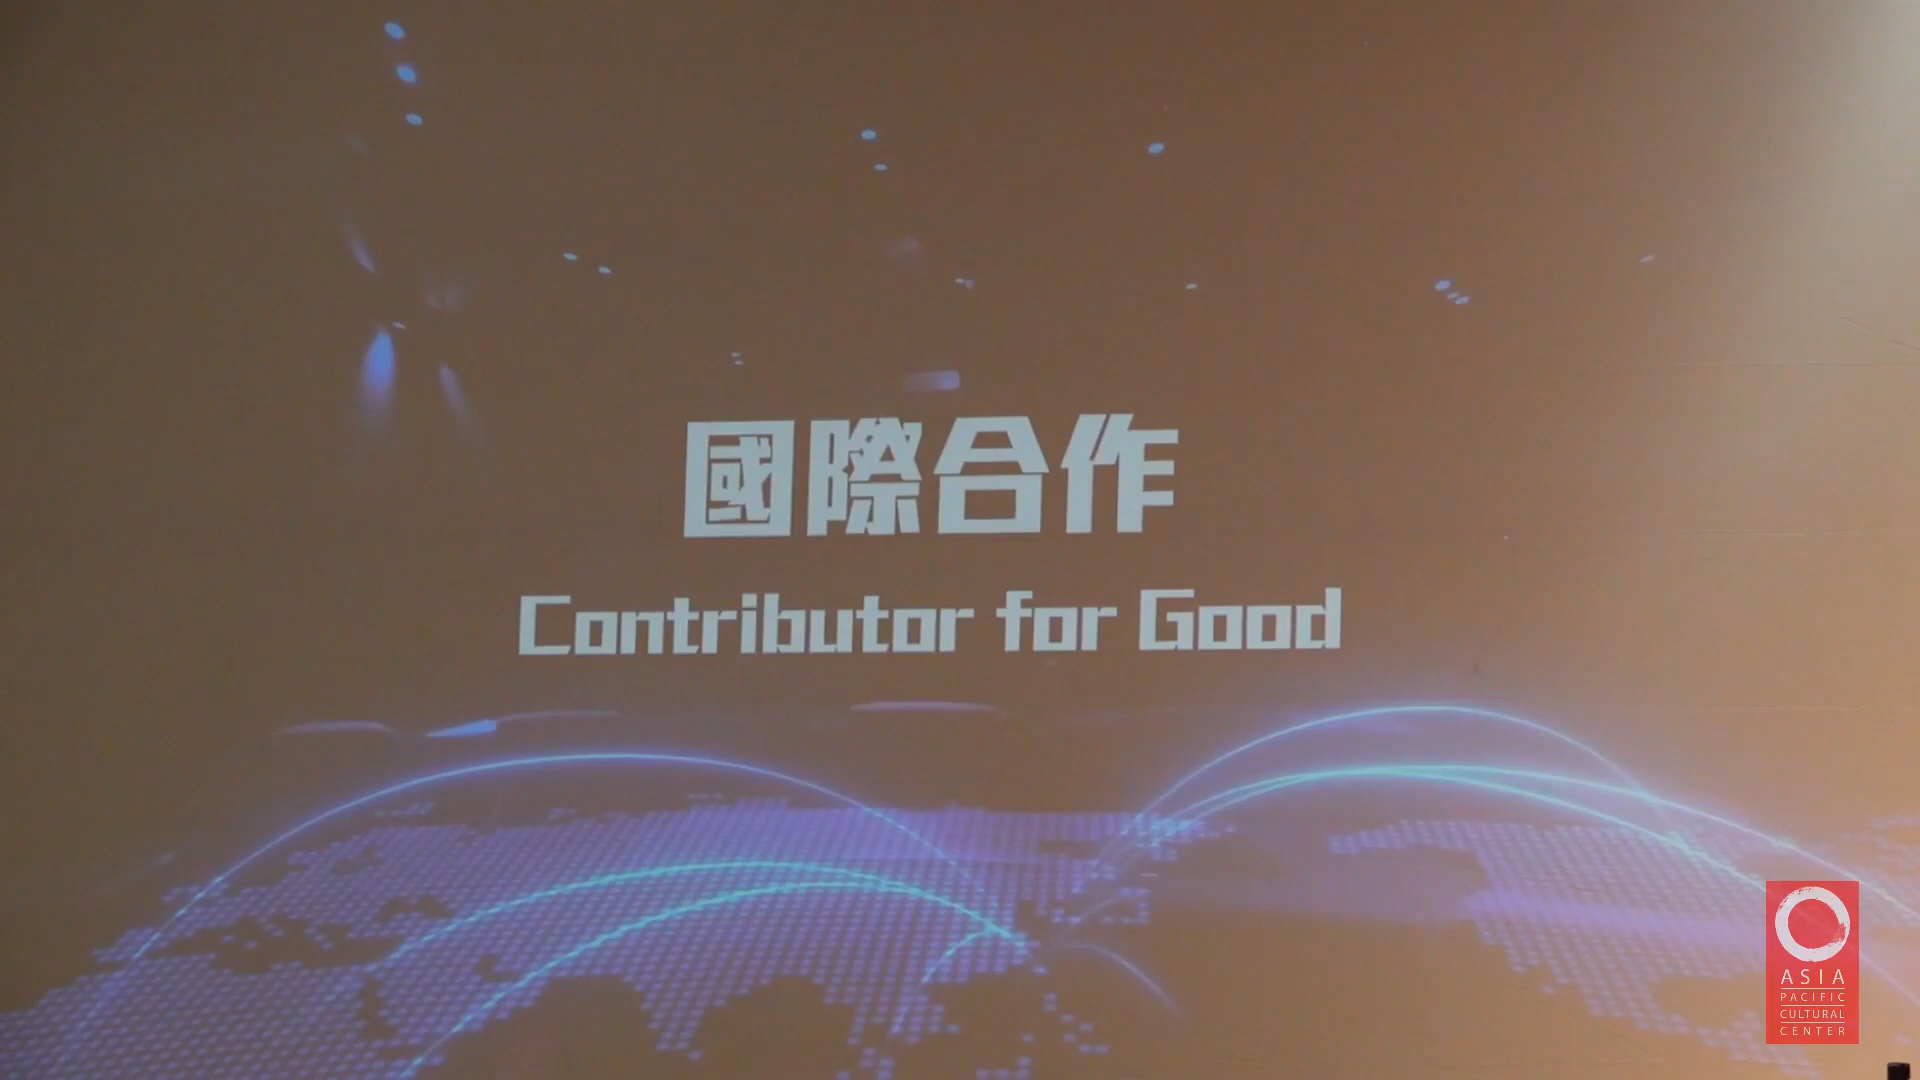 國際合作
Contributor for Good
ASIA
PACIFIC
CULTURAL
CENTER